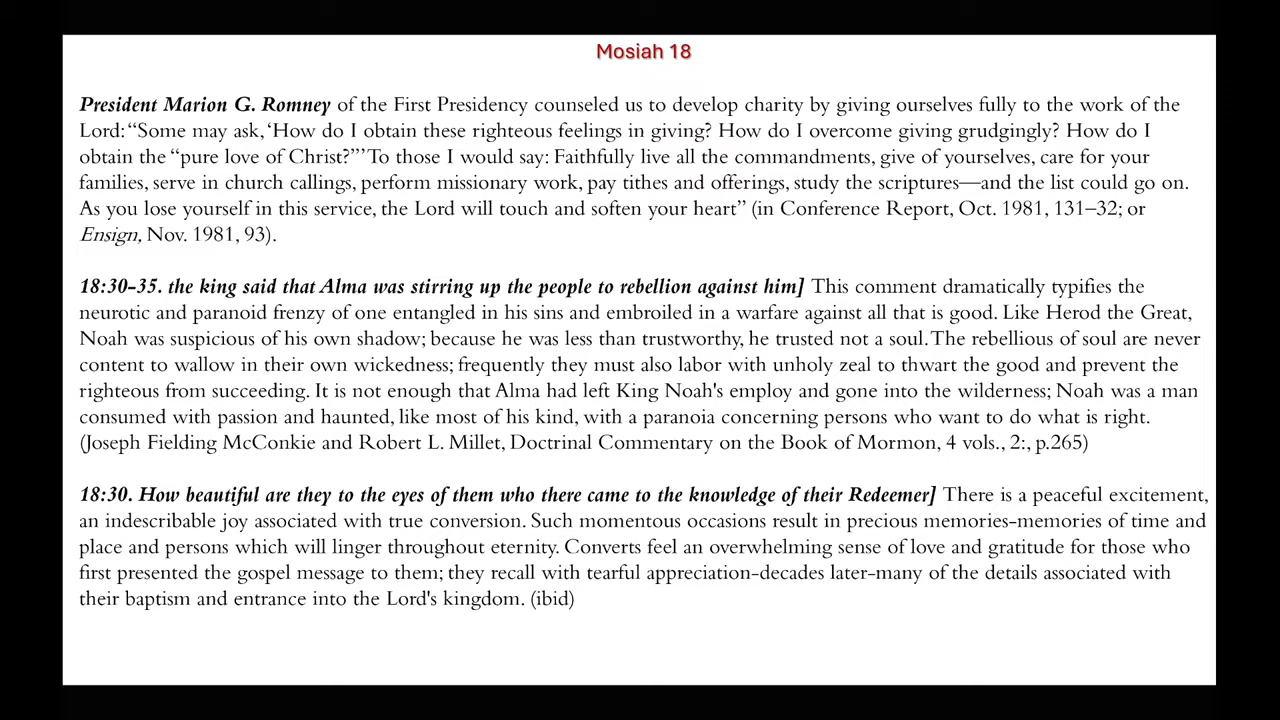 Mosiah 18
President Marion G. Romney of the First Presidency counseled us to develop charity by giving ourselves fully to the work of the
Lord: “Some may ask, ‘How do I obtain these righteous feelings in giving? How do I overcome giving grudgingly? How do I
obtain the “pure love of Christ?”’ To those I would say: Faithfully live all the commandments, give of yourselves, care for your
families, serve in church callings, perform missionary work, pay tithes and offerings, study the scriptures—and the list could go on.
As you lose yourself in this service, the Lord will touch and soften your heart” (in Conference Report, Oct. 1981, 131–32; or
Ensign, Nov. 1981, 93).
18:30-35. the king said that Alma was stirring up the people to rebellion against him] This comment dramatically typifies the
neurotic and paranoid frenzy of one entangled in his sins and embroiled in a warfare against all that is good. Like Herod the Great,
Noah was suspicious of his own shadow; because he was less than trustworthy, he trusted not a soul. The rebellious of soul are never
content to wallow in their own wickedness; frequently they must also labor with unholy zeal to thwart the good and prevent the
righteous from succeeding. It is not enough that Alma had left King Noah's employ and gone into the wilderness; Noah was a man
consumed with passion and haunted, like most of his kind, with a paranoia concerning persons who want to do what is right.
(Joseph Fielding McConkie and Robert L. Millet, Doctrinal Commentary on the Book of Mormon, 4 vols., 2:, p.265)
18:30. How beautiful are they to the eyes of them who there came to the knowledge of their Redeemer] There is a peaceful excitement,
an indescribable joy associated with true conversion. Such momentous occasions result in precious memories-memories of time and
place and persons which will linger throughout eternity. Converts feel an overwhelming sense of love and gratitude for those who
first presented the gospel message to them; they recall with tearful appreciation-decades later-many of the details associated with
their baptism and entrance into the Lord's kingdom. (ibid)